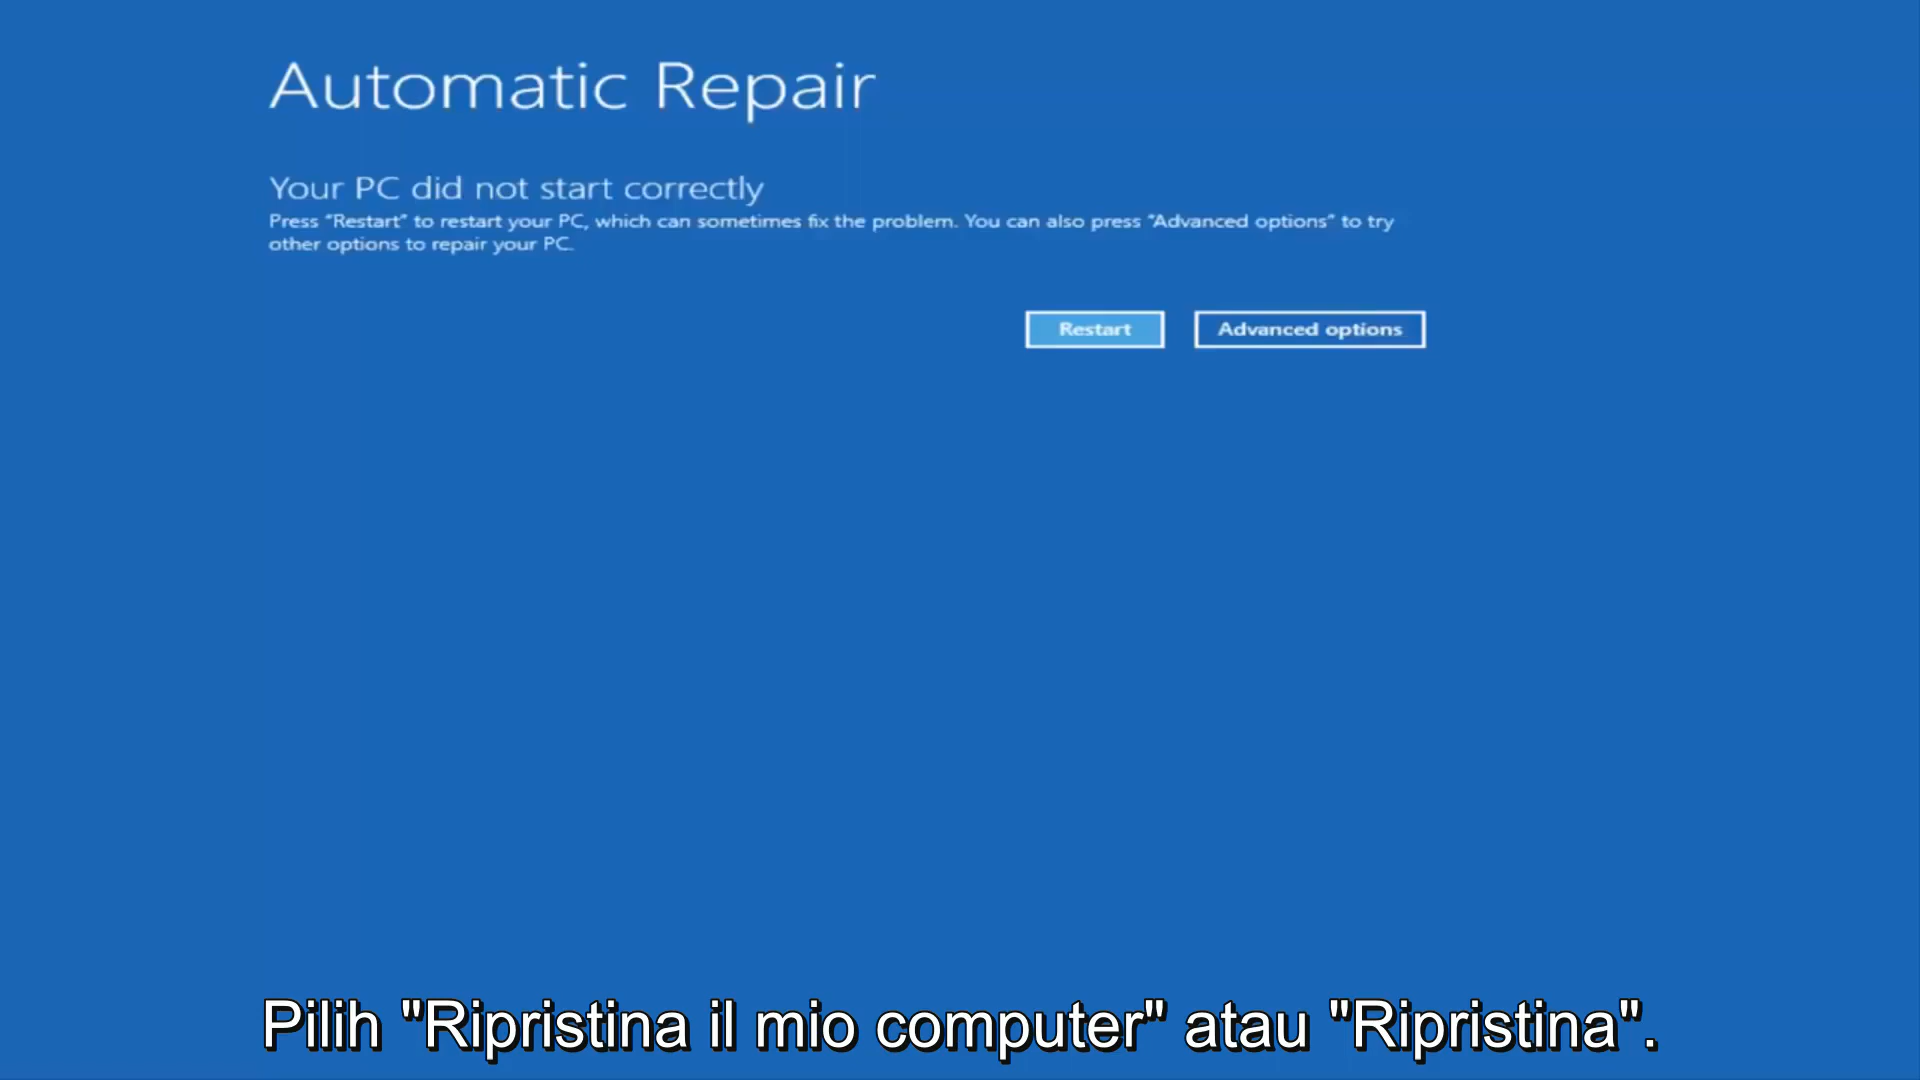 Automatic Repair
Your PC did not start correctly
Press "Restart" to restart your PC, which can sometimes fix the problem. You can also press "Advanced options" to try
other options to repair your PC.
Restart
Advanced options
Pilih "Ripristina il mio computer" atau "Ripristina".